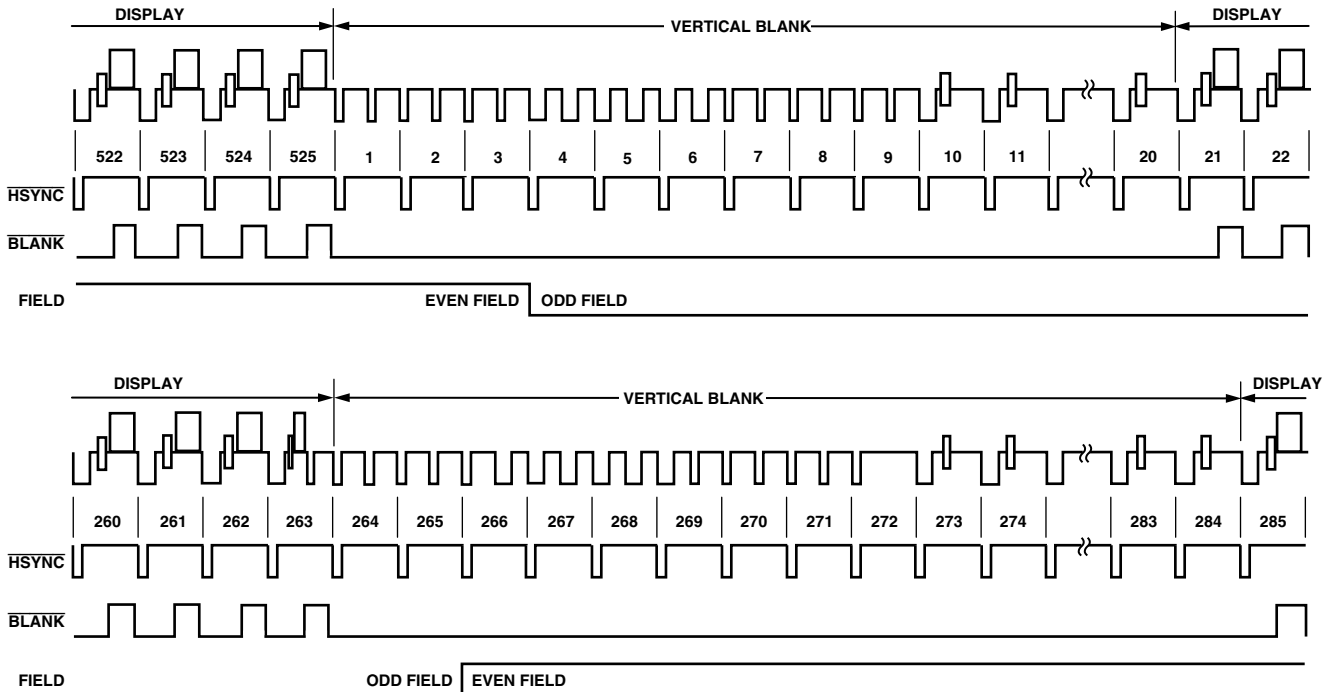 DISPLAY VERTICAL BLANK DISPLAY
522 523 524 525 1 2 3 4 5 6 7 8 9 10 11 20 21 22
HSYNC
BLANK
FIELD EVEN FIELD ODD FIELD
DISPLAY VERTICAL BLANK DISPLAY
260 261 262 263 264 265 266 267 268 269 270 271 272 273 274 283 284 285
HSYNC
BLANK
FIELD ODD FIELD EVEN FIELD